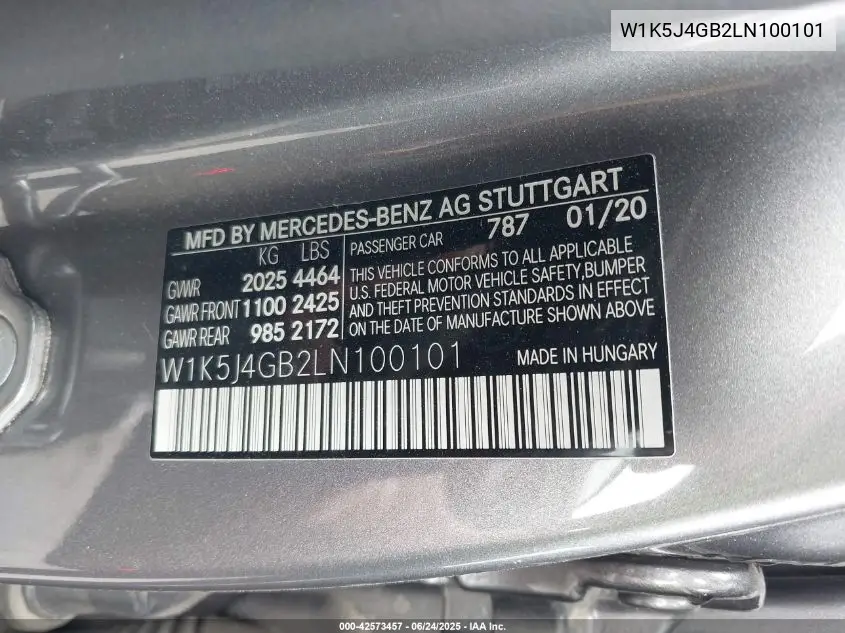 W1K5J4GB2LN100101
MFD BY MERCEDES-BENZ AG STUTTGART
KG LBS
PASSENGER CAR 787 01/20
GVWR 2025 4464
GAWR FRONT 1100 2425
GAWR REAR 985 2172
THIS VEHICLE CONFORMS TO ALL APPLICABLE
U.S. FEDERAL MOTOR VEHICLE SAFETY,BUMPER
AND THEFT PREVENTION STANDARDS IN EFFECT
ON THE DATE OF MANUFACTURE SHOWN ABOVE
W1K5J4GB2LN100101
MADE IN HUNGARY
000-42573457 - 06/24/2025 - IAA Inc.